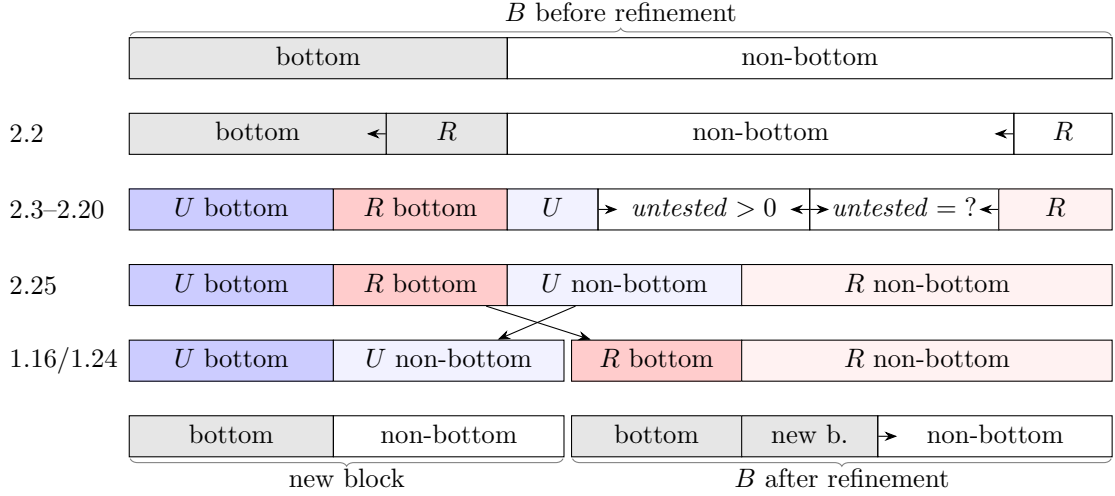 B before refinement
bottom non-bottom
2.2 bottom R non-bottom R
2.3–2.20 U bottom R bottom U untested > 0 untested = ? R
2.25 U bottom R bottom U non-bottom R non-bottom
1.16/1.24 U bottom U non-bottom R bottom R non-bottom
bottom non-bottom bottom new b. non-bottom
new block B after refinement